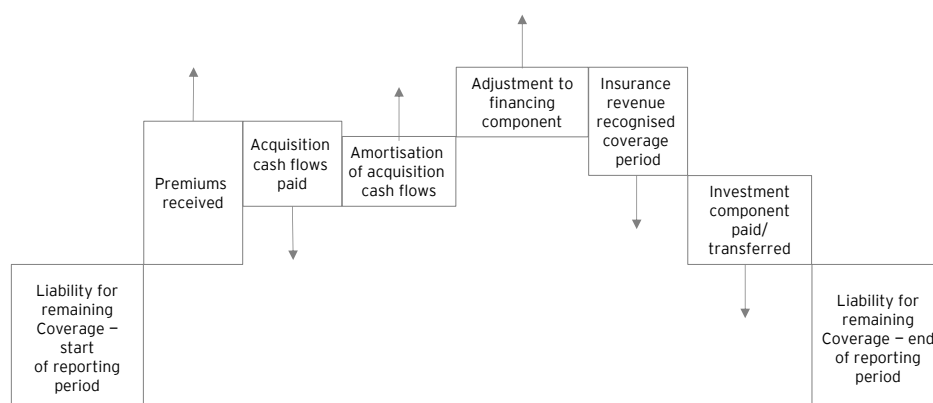 Liability for
remaining
Coverage –
start
of reporting
period
Premiums
received
Acquisition
cash flows
paid
Amortisation
of acquisition
cash flows
Adjustment to
financing
component
Insurance
revenue
recognised
coverage
period
Investment
component
paid/
transferred
Liability for
remaining
Coverage – end
of reporting
period